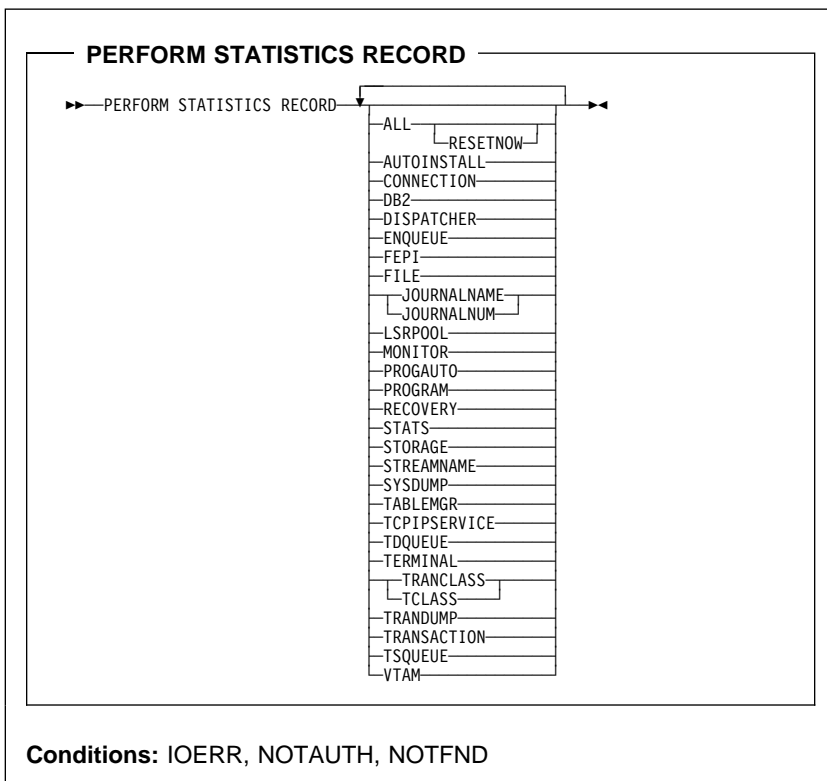 PERFORM STATISTICS RECORD
PERFORM STATISTICS RECORD
ALL
RESETNOW
AUTOINSTALL
CONNECTION
DB2
DISPATCHER
ENQUEUE
FEPI
FILE
JOURNALNAME
JOURNALNUM
LSRPOOL
MONITOR
PROGAUTO
PROGRAM
RECOVERY
STATS
STORAGE
STREAMNAME
SYSDUMP
TABLEMGR
TCPIPSERVICE
TDQUEUE
TERMINAL
TRANCLASS
TCLASS
TRANDUMP
TRANSACTION
TSQUEUE
VTAM
Conditions: IOERR, NOTAUTH, NOTFND